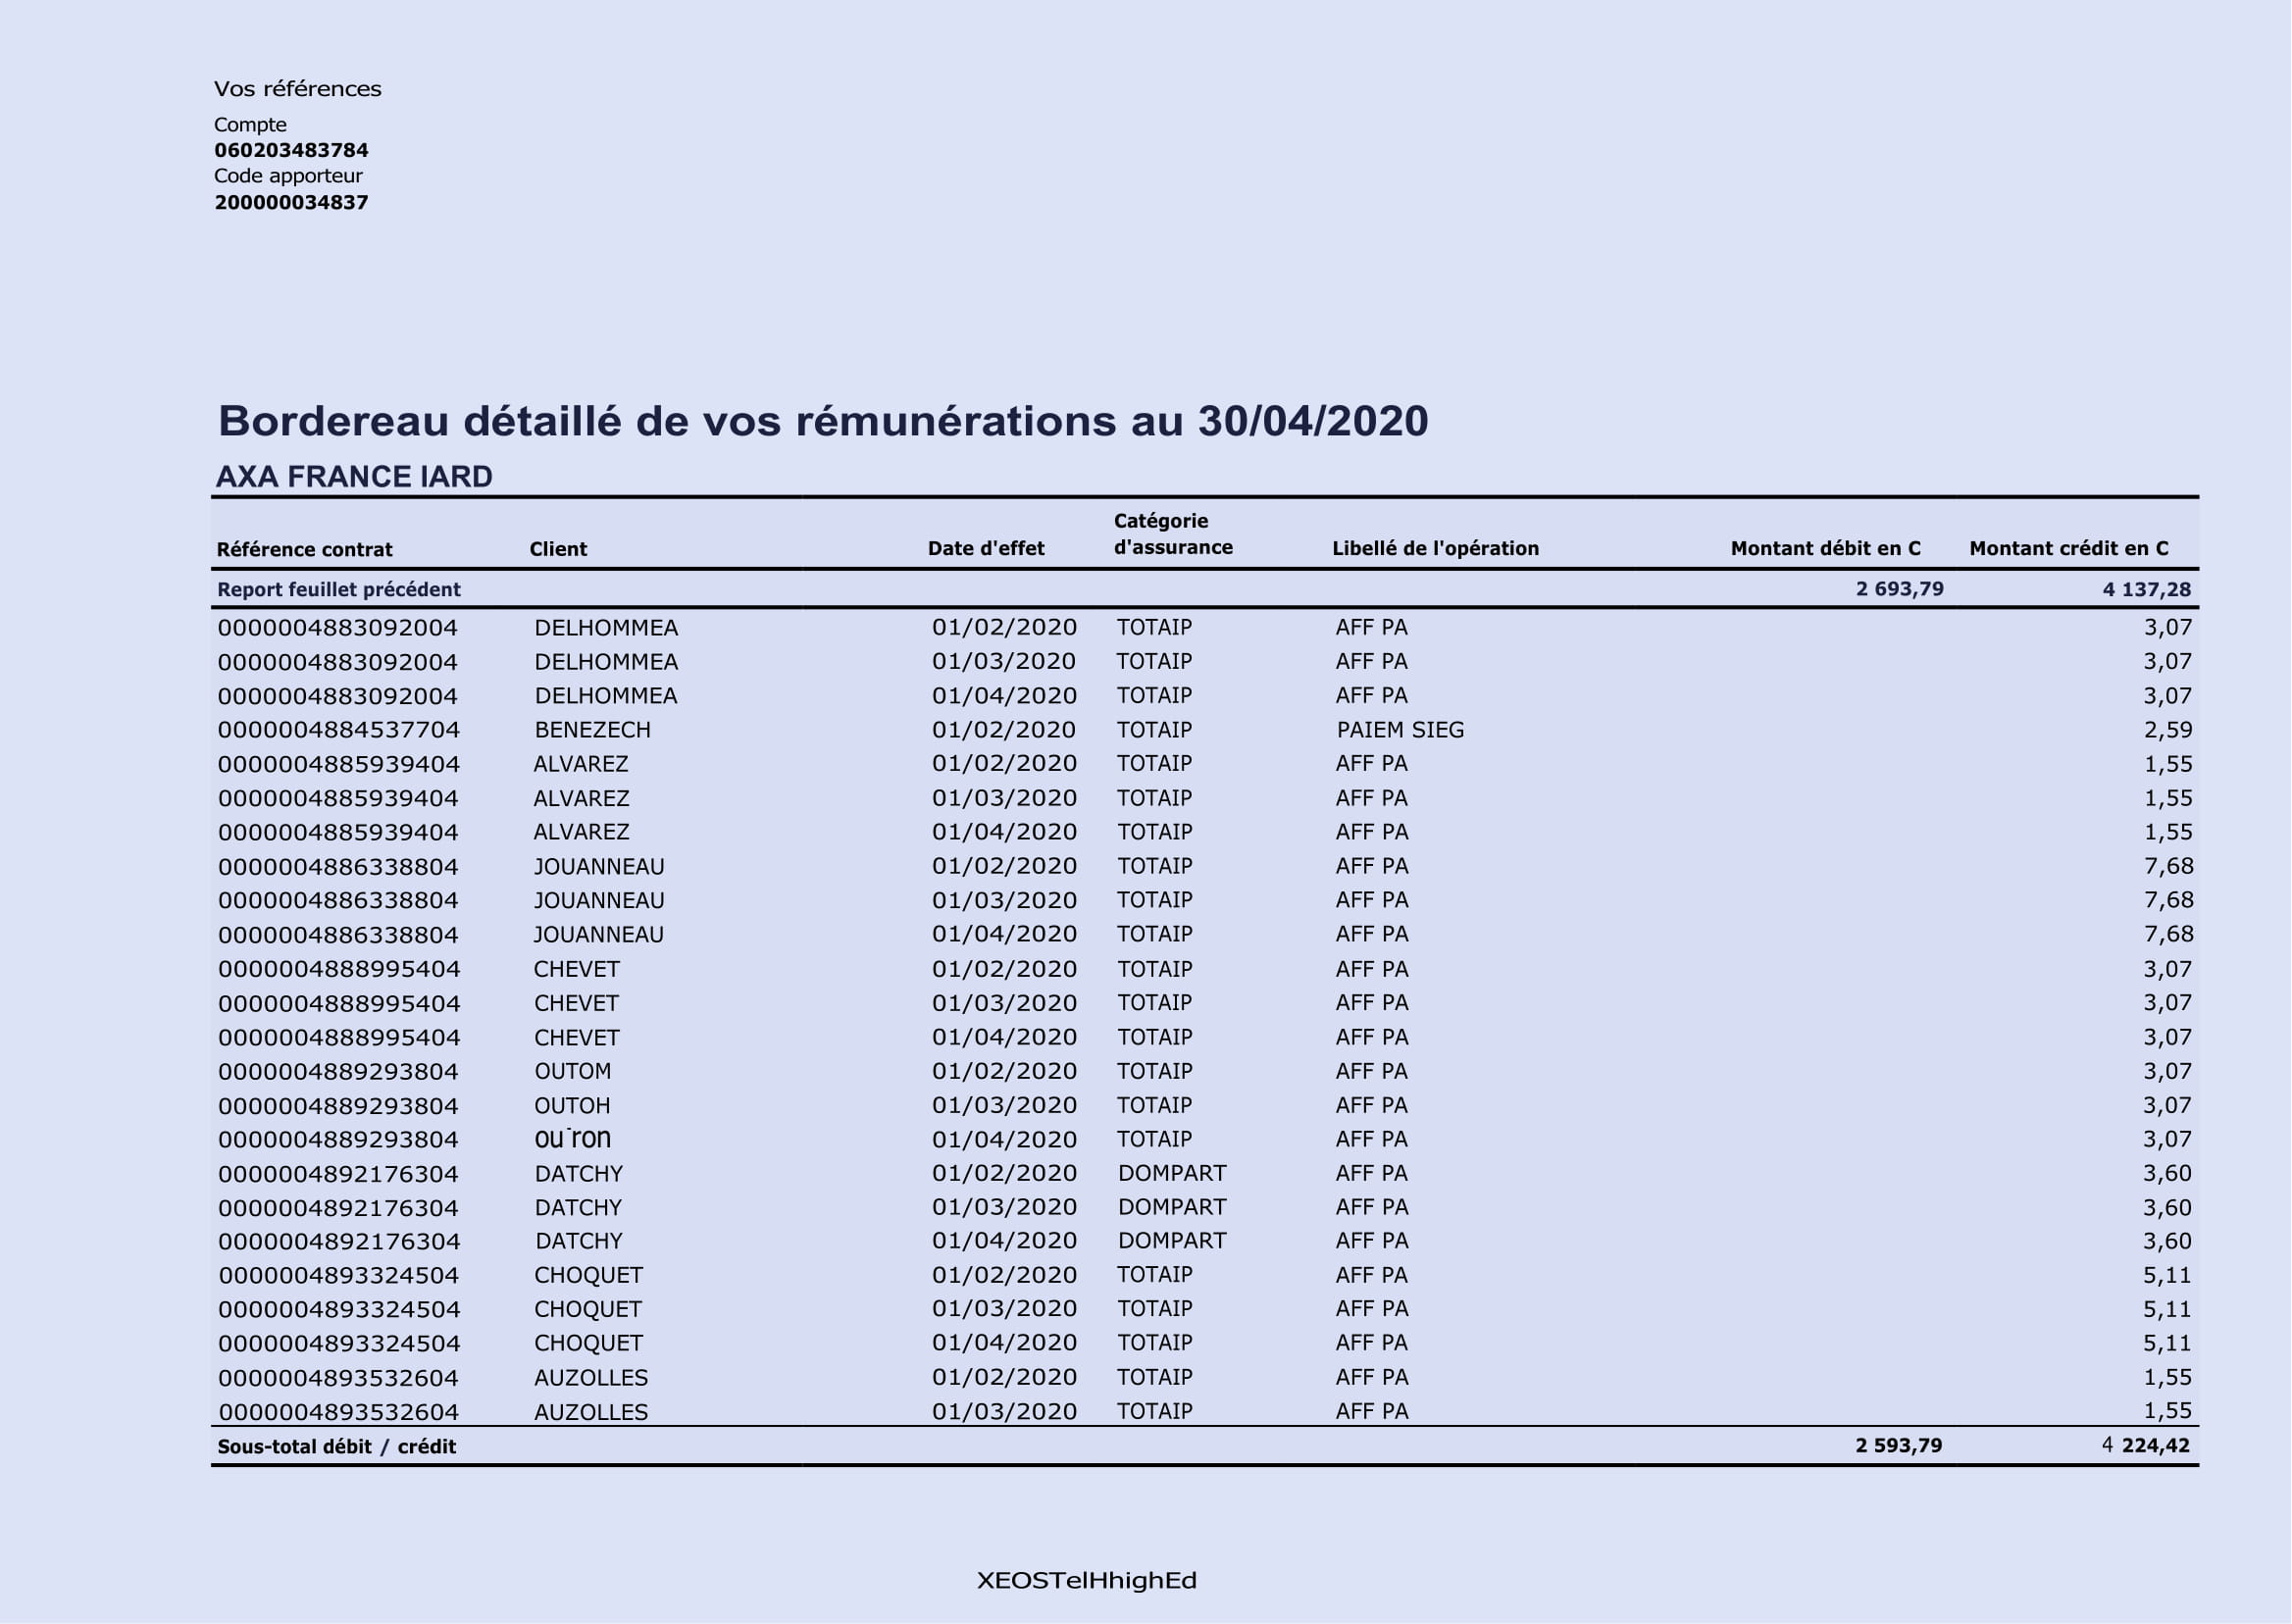 Vos références
Compte
060203483784
Code apporteur
200000034837
Bordereau détaillé de vos rémunérations au 30/04/2020
AXA FRANCE IARD
Référence contrat Client Date d'effet Catégorie d'assurance Libellé de l'opération Montant débit en C Montant crédit en C
Report feuillet précédent 2 693,79 4 137,28
0000004883092004 DELHOMMEA 01/02/2020 TOTAIP AFF PA 3,07
0000004883092004 DELHOMMEA 01/03/2020 TOTAIP AFF PA 3,07
0000004883092004 DELHOMMEA 01/04/2020 TOTAIP AFF PA 3,07
0000004884537704 BENEZECH 01/02/2020 TOTAIP PAIEM SIEG 2,59
0000004885939404 ALVAREZ 01/02/2020 TOTAIP AFF PA 1,55
0000004885939404 ALVAREZ 01/03/2020 TOTAIP AFF PA 1,55
0000004885939404 ALVAREZ 01/04/2020 TOTAIP AFF PA 1,55
0000004886338804 JOUANNEAU 01/02/2020 TOTAIP AFF PA 7,68
0000004886338804 JOUANNEAU 01/03/2020 TOTAIP AFF PA 7,68
0000004886338804 JOUANNEAU 01/04/2020 TOTAIP AFF PA 7,68
0000004888995404 CHEVET 01/02/2020 TOTAIP AFF PA 3,07
0000004888995404 CHEVET 01/03/2020 TOTAIP AFF PA 3,07
0000004888995404 CHEVET 01/04/2020 TOTAIP AFF PA 3,07
0000004889293804 OUTOM 01/02/2020 TOTAIP AFF PA 3,07
0000004889293804 OUTOH 01/03/2020 TOTAIP AFF PA 3,07
0000004889293804 ou-ron 01/04/2020 TOTAIP AFF PA 3,07
0000004892176304 DATCHY 01/02/2020 DOMPART AFF PA 3,60
0000004892176304 DATCHY 01/03/2020 DOMPART AFF PA 3,60
0000004892176304 DATCHY 01/04/2020 DOMPART AFF PA 3,60
0000004893324504 CHOQUET 01/02/2020 TOTAIP AFF PA 5,11
0000004893324504 CHOQUET 01/03/2020 TOTAIP AFF PA 5,11
0000004893324504 CHOQUET 01/04/2020 TOTAIP AFF PA 5,11
0000004893532604 AUZOLLES 01/02/2020 TOTAIP AFF PA 1,55
0000004893532604 AUZOLLES 01/03/2020 TOTAIP AFF PA 1,55
Sous-total débit / crédit 2 593,79 4 224,42
XEOSTelHhighEd